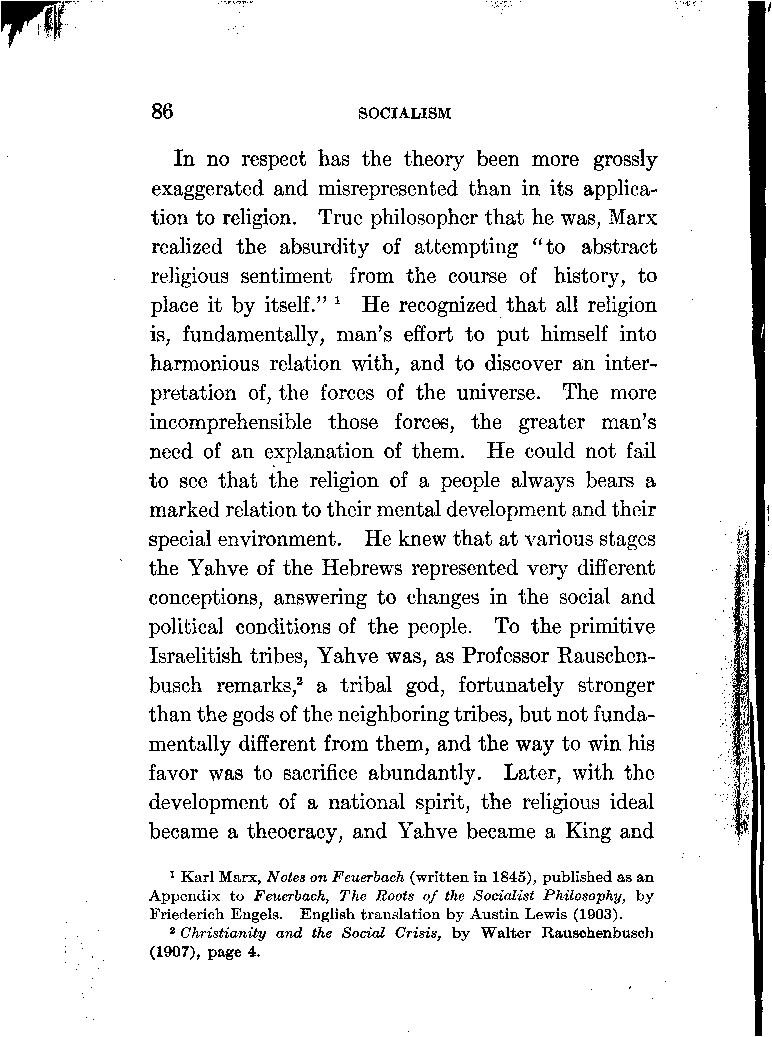 86 SOCIALISM
In no respect has the theory been more grossly
exaggerated and misrepresented than in its applica-
tion to religion. True philosopher that he was, Marx
realized the absurdity of attempting “to abstract
religious sentiment from the course of history, to
place it by itself.” ¹ He recognized that all religion
is, fundamentally, man’s effort to put himself into
harmonious relation with, and to discover an inter-
pretation of, the forces of the universe. The more
incomprehensible those forces, the greater man’s
need of an explanation of them. He could not fail
to see that the religion of a people always bears a
marked relation to their mental development and their
special environment. He knew that at various stages
the Yahve of the Hebrews represented very different
conceptions, answering to changes in the social and
political conditions of the people. To the primitive
Israelitish tribes, Yahve was, as Professor Rauschen-
busch remarks,² a tribal god, fortunately stronger
than the gods of the neighboring tribes, but not funda-
mentally different from them, and the way to win his
favor was to sacrifice abundantly. Later, with the
development of a national spirit, the religious ideal
became a theocracy, and Yahve became a King and
¹ Karl Marx, Notes on Feuerbach (written in 1845), published as an
Appendix to Feuerbach, The Roots of the Socialist Philosophy, by
Friederich Engels. English translation by Austin Lewis (1903).
² Christianity and the Social Crisis, by Walter Rauschenbusch
(1907), page 4.